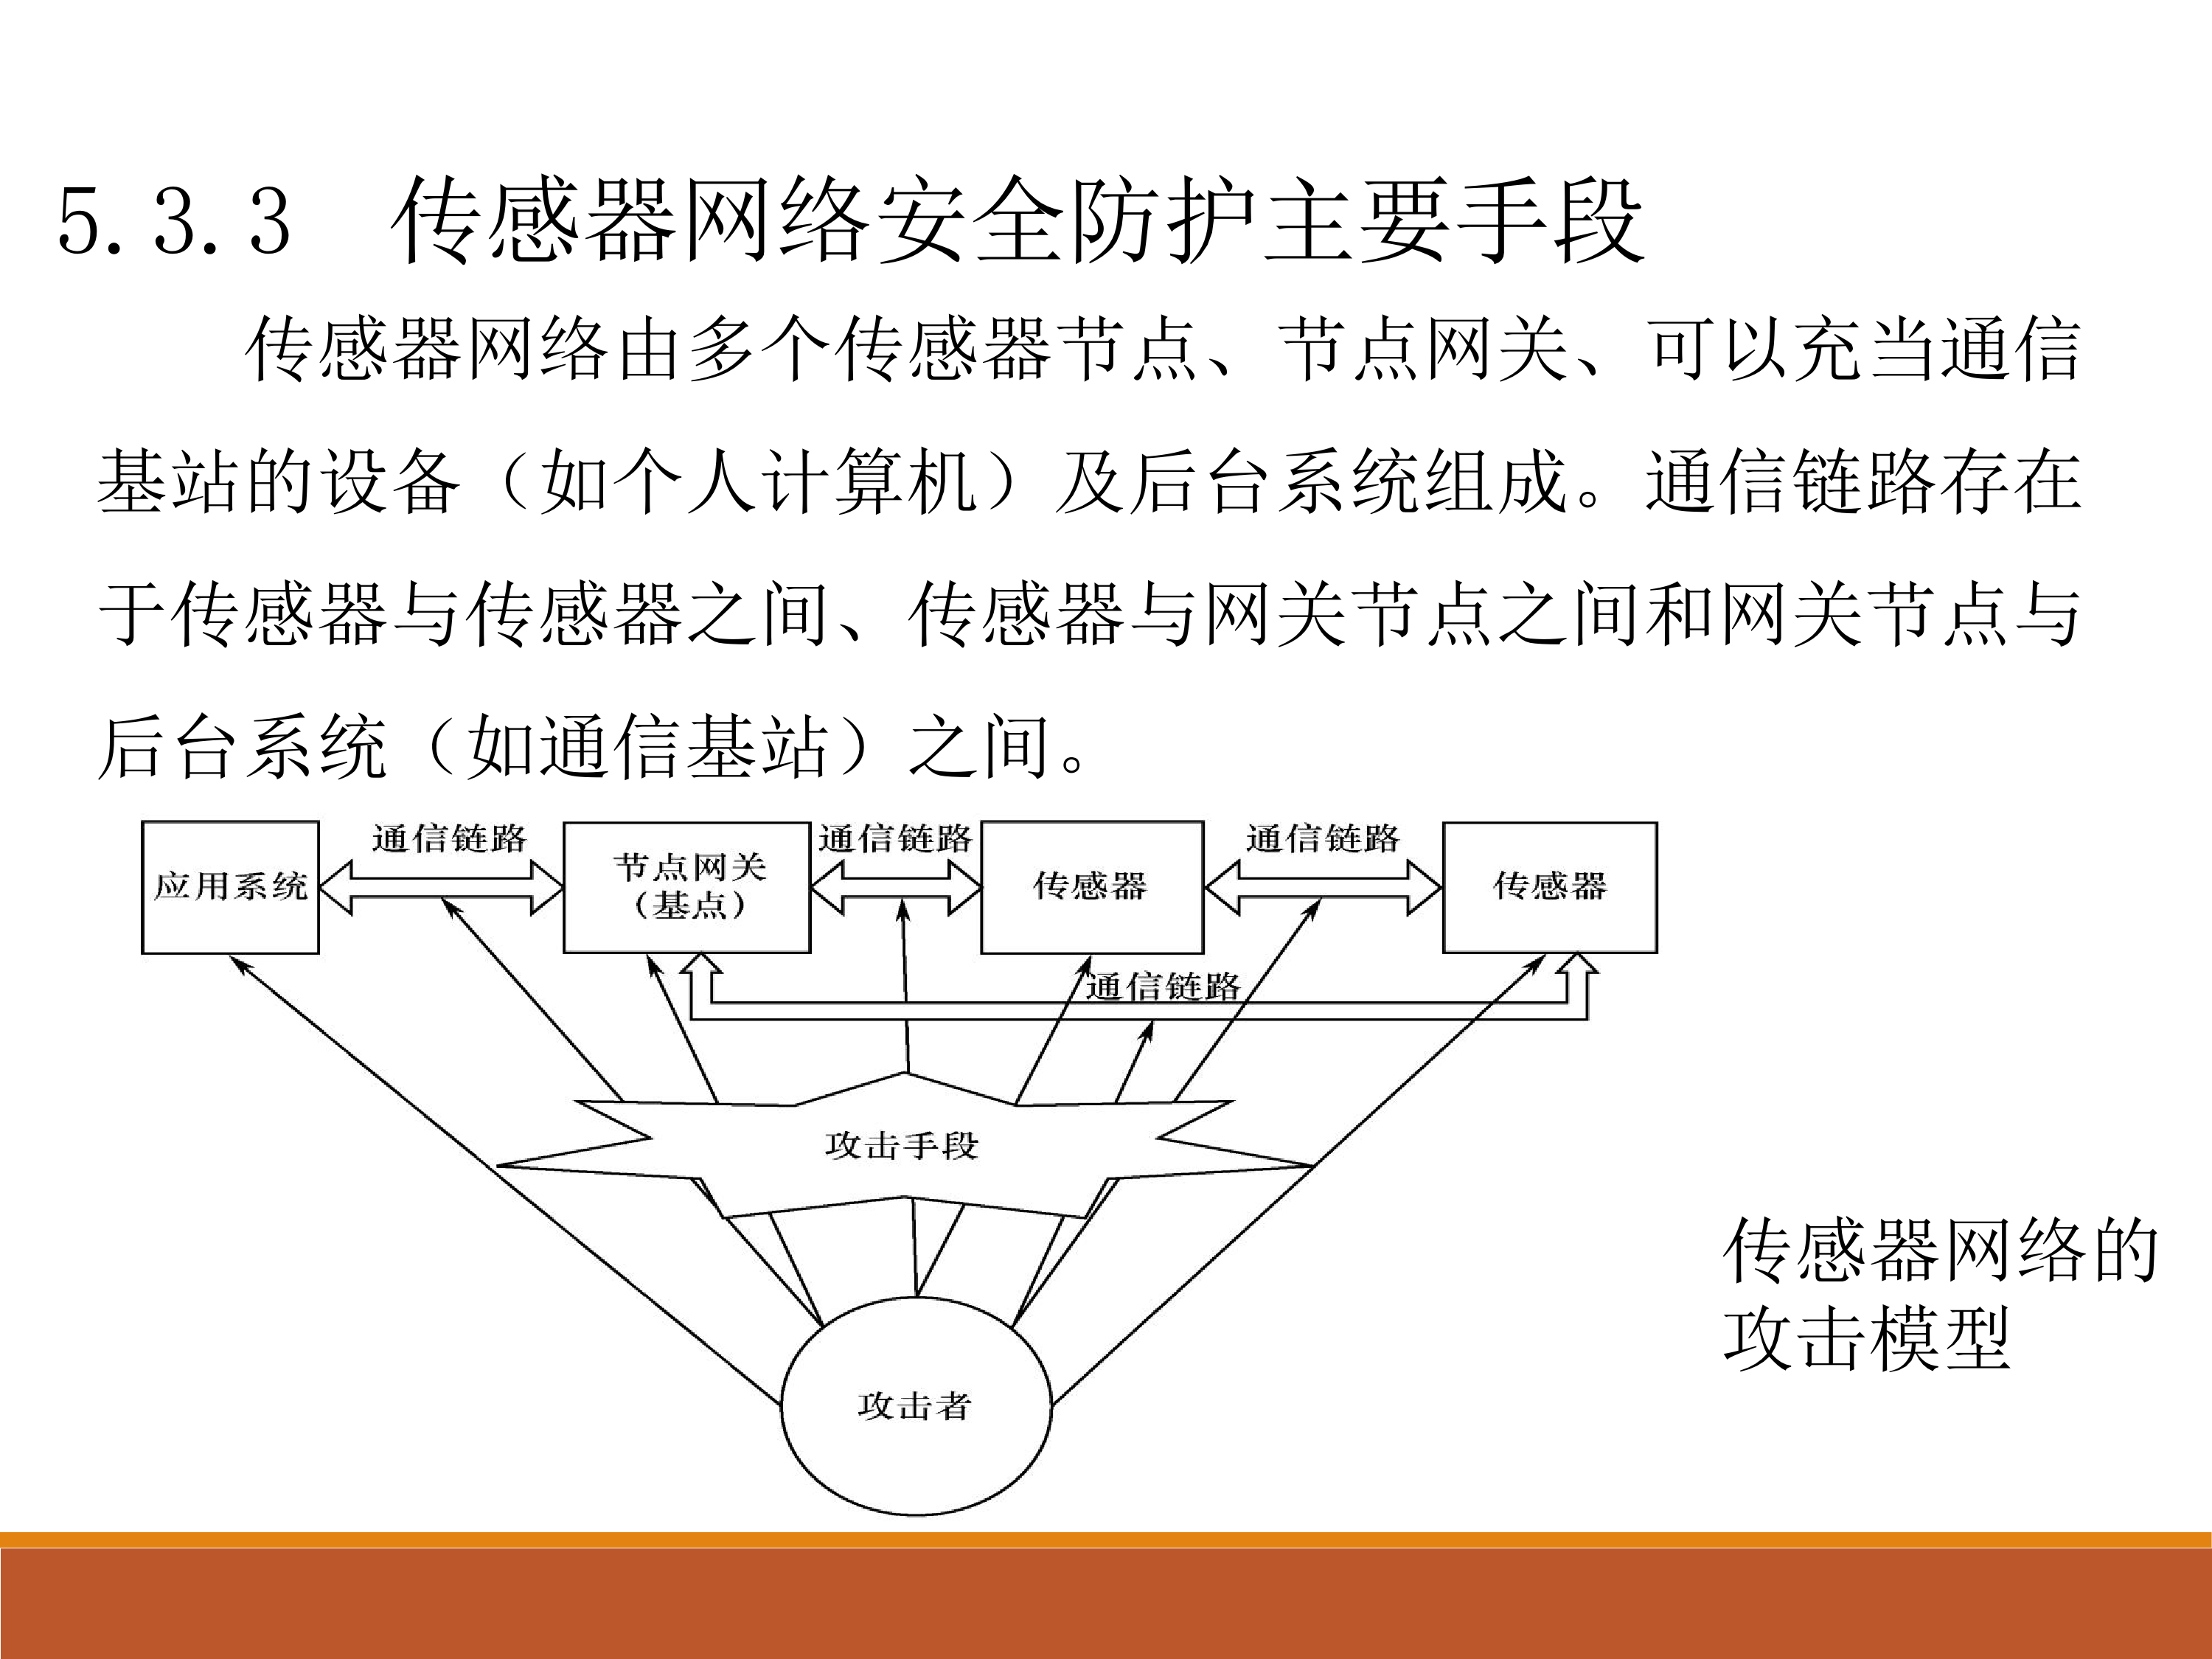 5.3.3 传感器网络安全防护主要手段
传感器网络由多个传感器节点、节点网关、可以充当通信
基站的设备（如个人计算机）及后台系统组成。通信链路存在
于传感器与传感器之间、传感器与网关节点之间和网关节点与
后台系统（如通信基站）之间。
通信链路
通信链路
通信链路
应用系统
节点网关
（基点）
传感器
传感器
通信链路
攻击手段
攻击者
传感器网络的
攻击模型